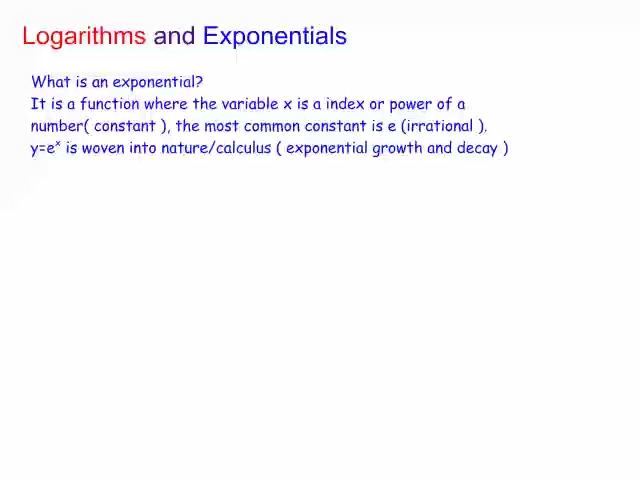 Logarithms and Exponentials
What is an exponential?
It is a function where the variable x is a index or power of a
number( constant ), the most common constant is e (irrational ).
y=eˣ is woven into nature/calculus ( exponential growth and decay )